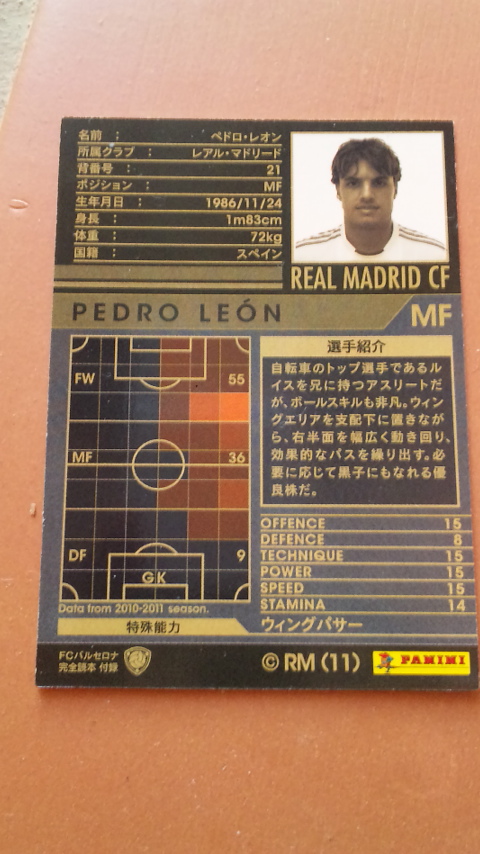 名前 : ペドロ・レオン
所属クラブ : レアル・マドリード
背番号 : 21
ポジション : MF
生年月日 : 1986/11/24
身長 : 1m83cm
体重 : 72kg
国籍 : スペイン
REAL MADRID CF
PEDRO LEÓN
MF
FW 55
MF 36
DF 9
GK
Data from 2010-2011 season.
選手紹介
自転車のトップ選手であるル
イスを兄に持つアスリートだ
が、ボールスキルも非凡。ウィン
グエリアを支配下に置きなが
ら、右半面を幅広く動き回り、
効果的なパスを繰り出す。必
要に応じて黒子にもなれる優
良株だ。
OFFENCE 15
DEFENCE 8
TECHNIQUE 15
POWER 15
SPEED 15
STAMINA 14
特殊能力 ウィングパサー
FCバルセロナ
完全読本 付録
© RM (11)
PANINI